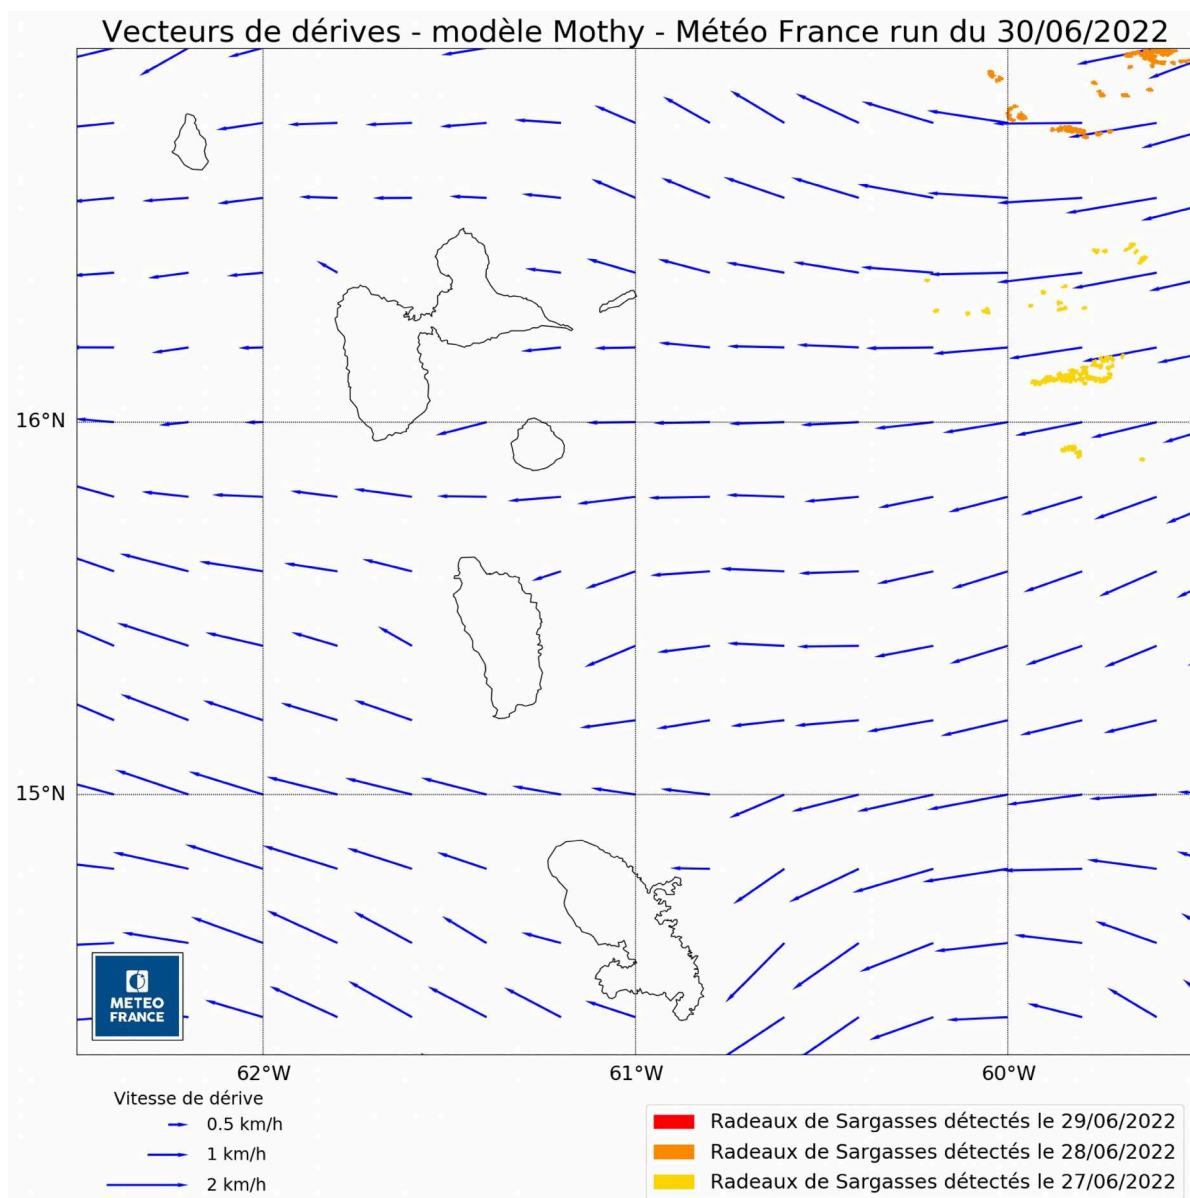 Vecteurs de dérives - modèle Mothy - Météo France run du 30/06/2022
16°N
15°N
METEO
FRANCE
62°W
61°W
60°W
Vitesse de dérive
0.5 km/h
1 km/h
2 km/h
Radeaux de Sargasses détectés le 29/06/2022
Radeaux de Sargasses détectés le 28/06/2022
Radeaux de Sargasses détectés le 27/06/2022